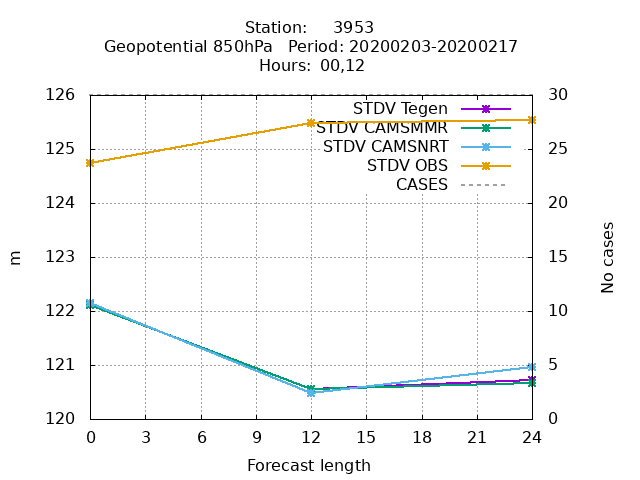 Station: 3953
Geopotential 850hPa Period: 20200203-20200217
Hours: 00,12
126
125
124
123
122
121
120
30
25
20
15
10
5
0
STDV Tegen
STDV CAMSMMR
STDV CAMSNRT
STDV OBS
CASES
m
No cases
0 3 6 9 12 15 18 21 24
Forecast length